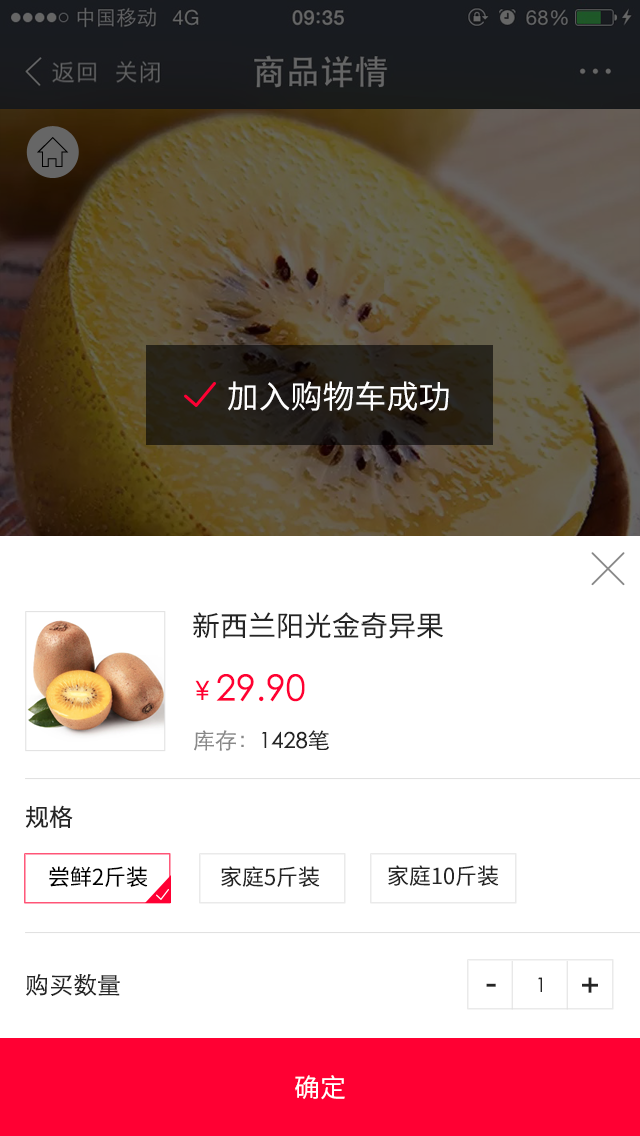 中国移动 4G 09:35 68%
返回 关闭 商品详情
加入购物车成功
新西兰阳光金奇异果
¥29.90
库存：1428笔
规格
尝鲜2斤装 家庭5斤装 家庭10斤装
购买数量 - 1 +
确定